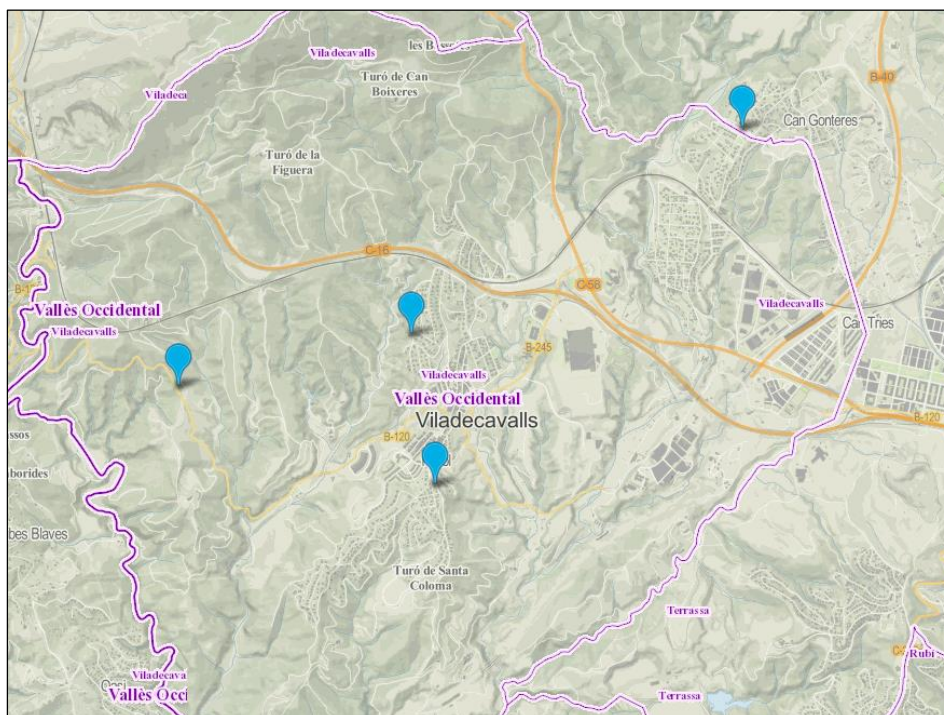 les B
Viladecavalls
Turó de Can
Boixeres
B-40
Viladeca
Can Gonteres
Turó de la
Figuera
C-16
C-58
Vallès Occidental
Viladecavalls
Viladecavalls
Can Tries
B-245
Viladecavalls
Vallès Occidental
Viladecavalls
B-120
B-120
ssos
borides
bes Blaves
Turó de Santa
Coloma
Terrassa
Rubí
Viladecava
Vallès Occi
Terrassa